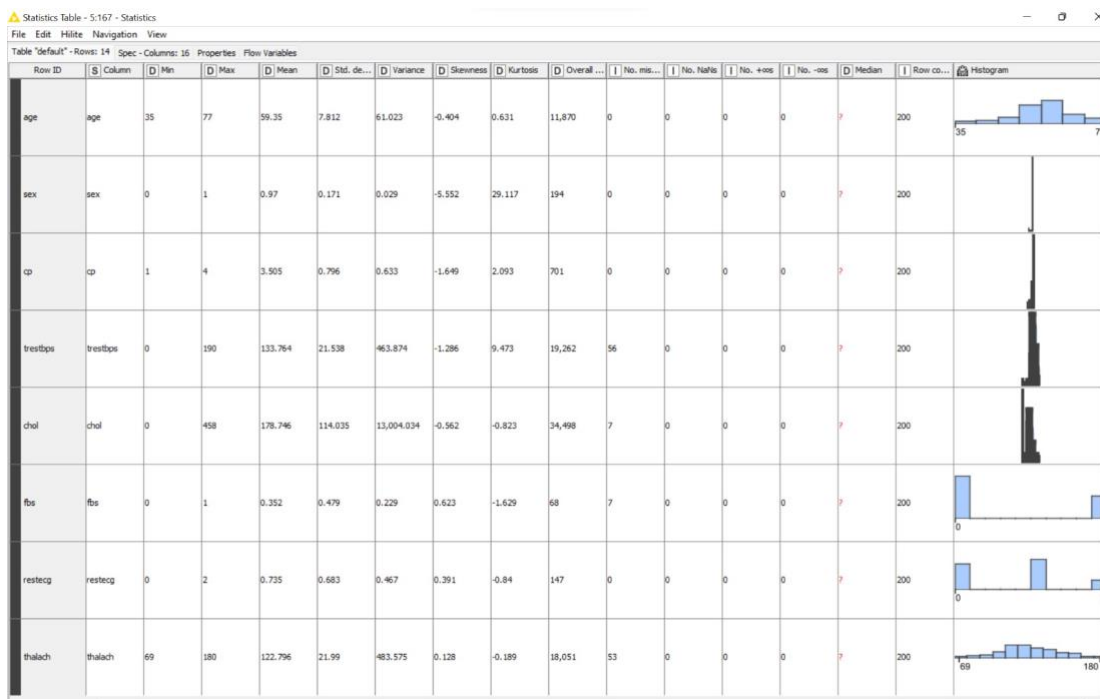 Statistics Table - 5:167 - Statistics
File Edit Hilite Navigation View
Table "default" - Rows: 14 Spec - Columns: 16 Properties Flow Variables
Row ID S Column D Min D Max D Mean D Std. de... D Variance D Skewness D Kurtosis D Overall ... I No. mis... I No. NaNs I No. +∞s I No. -∞s D Median I Row co... Histogram
age age 35 77 59.35 7.812 61.023 -0.404 0.631 11,870 0 0 0 0 ? 200
35 7
sex sex 0 1 0.97 0.171 0.029 -5.552 29.117 194 0 0 0 0 ? 200
cp cp 1 4 3.505 0.796 0.633 -1.649 2.093 701 0 0 0 0 ? 200
trestbps trestbps 0 190 133.764 21.538 463.874 -1.286 9.473 19,262 56 0 0 0 ? 200
chol chol 0 458 178.746 114.035 13,004.034 -0.562 -0.823 34,498 7 0 0 0 ? 200
fbs fbs 0 1 0.352 0.479 0.229 0.623 -1.629 68 7 0 0 0 ? 200
0
restecg restecg 0 2 0.735 0.683 0.467 0.391 -0.84 147 0 0 0 0 ? 200
0
thalach thalach 69 180 122.796 21.99 483.575 0.128 -0.189 18,051 53 0 0 0 ? 200
69 180